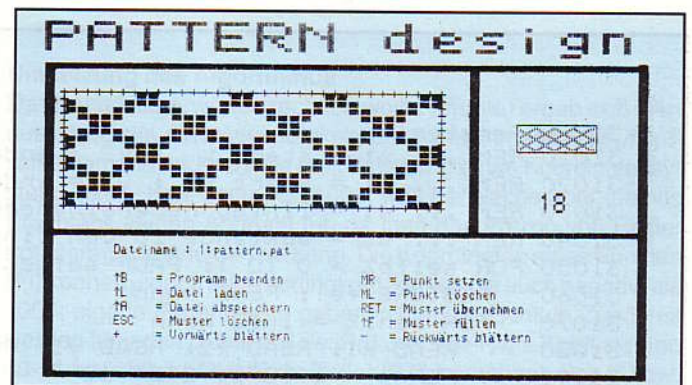 PATTERN design
18
Dateiname : 1:pattern.pat
↑B = Programm beenden
↑L = Datei laden
↑A = Datei abspeichern
ESC = Muster löschen
= Vorwärts blättern
MR = Punkt setzen
ML = Punkt löschen
RET = Muster übernehmen
↑F = Muster füllen
= Rückwärts blättern